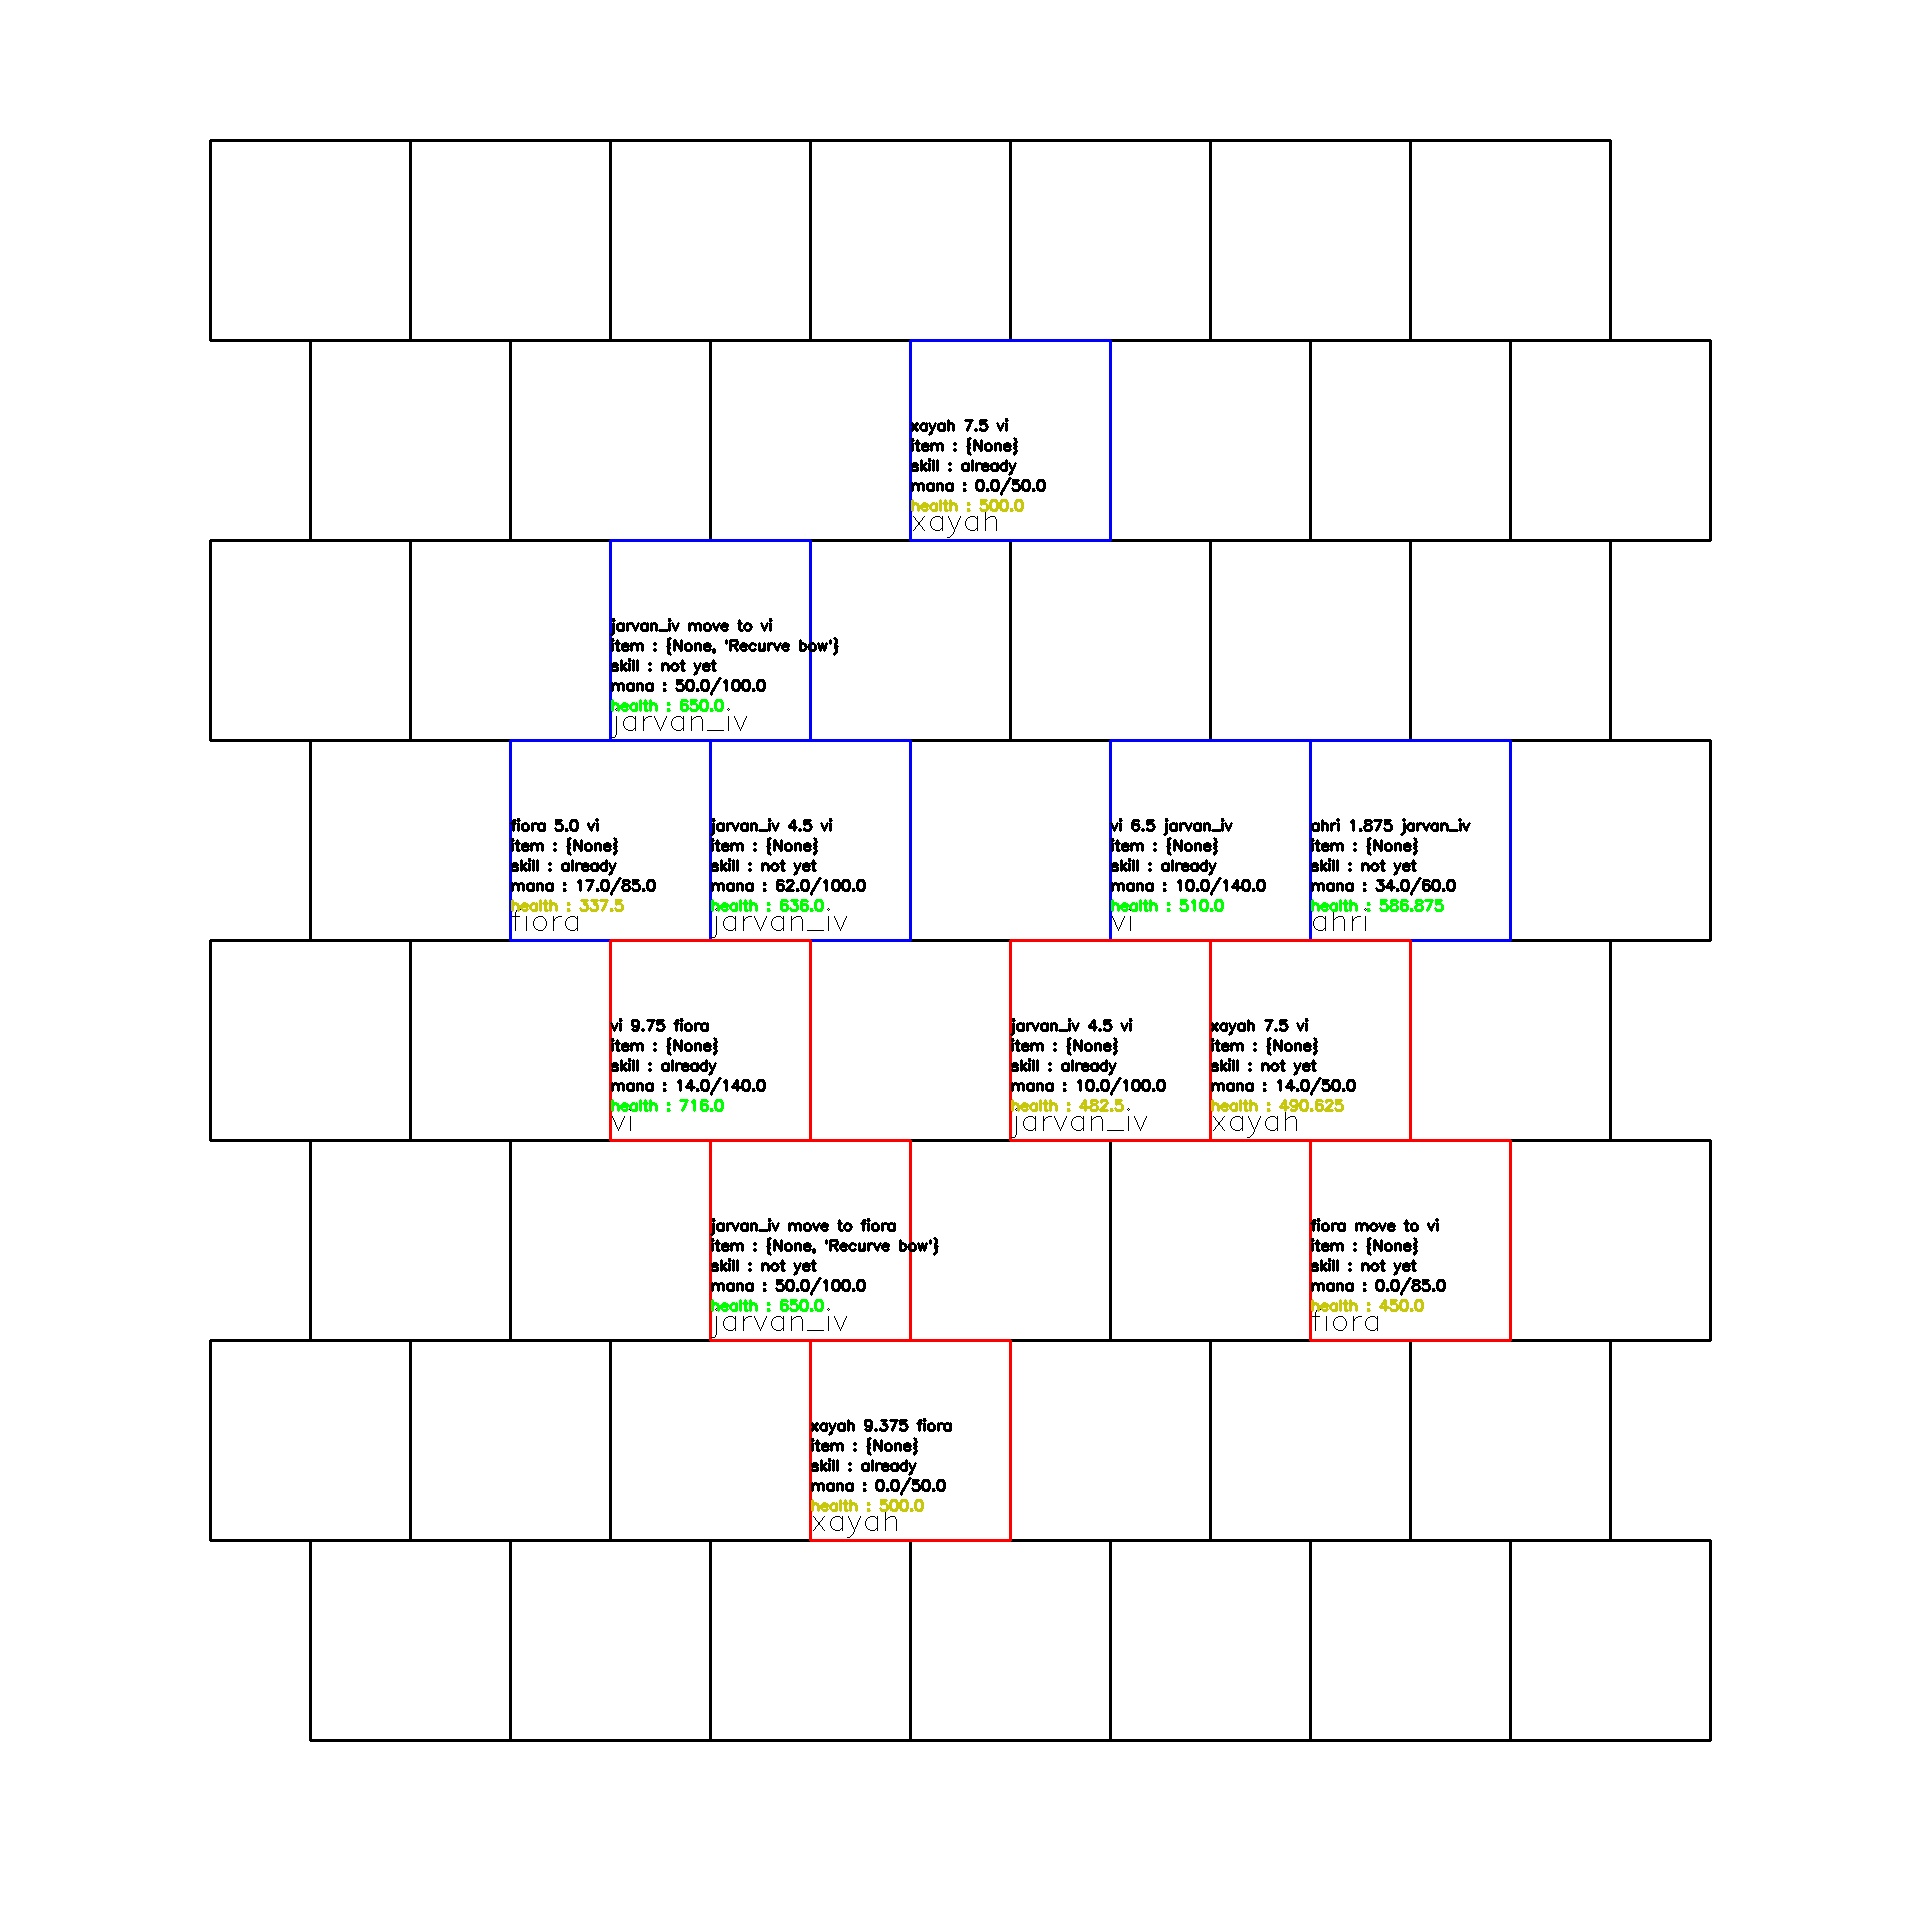 xayah 7.5 vi
item : {None}
skill : already
mana : 0.0/50.0
health : 500.0
xayah
jarvan_iv move to vi
item : {None, 'Recurve bow'}
skill : not yet
mana : 50.0/100.0
health : 650.0
jarvan_iv
fiora 5.0 vi
item : {None}
skill : already
mana : 17.0/85.0
health : 337.5
fiora
jarvan_iv 4.5 vi
item : {None}
skill : not yet
mana : 62.0/100.0
health : 636.0
jarvan_iv
vi 6.5 jarvan_iv
item : {None}
skill : already
mana : 10.0/140.0
health : 510.0
vi
ahri 1.875 jarvan_iv
item : {None}
skill : not yet
mana : 34.0/60.0
health : 586.875
ahri
vi 9.75 fiora
item : {None}
skill : already
mana : 14.0/140.0
health : 716.0
vi
jarvan_iv 4.5 vi
item : {None}
skill : already
mana : 10.0/100.0
health : 482.5
jarvan_iv
xayah 7.5 vi
item : {None}
skill : not yet
mana : 14.0/50.0
health : 490.625
xayah
jarvan_iv move to fiora
item : {None, 'Recurve bow'}
skill : not yet
mana : 50.0/100.0
health : 650.0
jarvan_iv
fiora move to vi
item : {None}
skill : not yet
mana : 0.0/85.0
health : 450.0
fiora
xayah 9.375 fiora
item : {None}
skill : already
mana : 0.0/50.0
health : 500.0
xayah